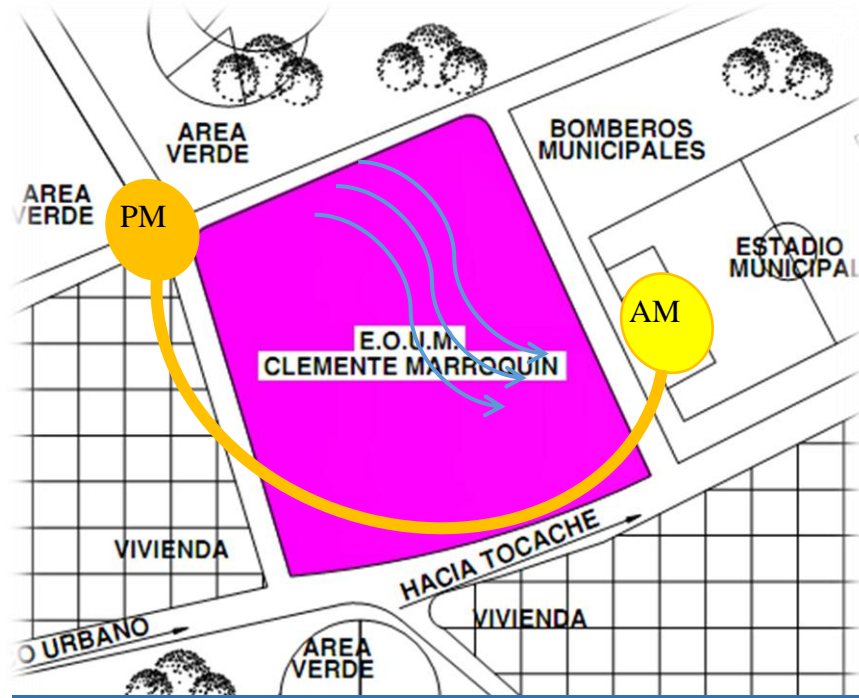 AREA
VERDE
BOMBEROS
MUNICIPALES
AREA
VERDE
PM
ESTADIO
MUNICIPAL
AM
E.O.U.M.
CLEMENTE MARROQUIN
VIVIENDA
HACIA TOCACHE
URBANO
VIVIENDA
AREA
VERDE